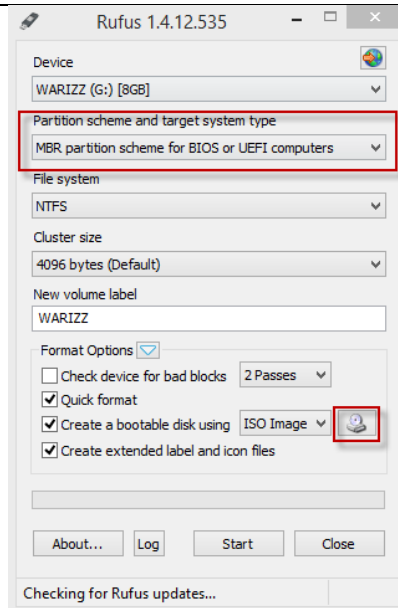 Rufus 1.4.12.535
Device
WARIZZ (G:) [8GB]
Partition scheme and target system type
MBR partition scheme for BIOS or UEFI computers
File system
NTFS
Cluster size
4096 bytes (Default)
New volume label
WARIZZ
Format Options
Check device for bad blocks 2 Passes
Quick format
Create a bootable disk using ISO Image
Create extended label and icon files
About... Log Start Close
Checking for Rufus updates...